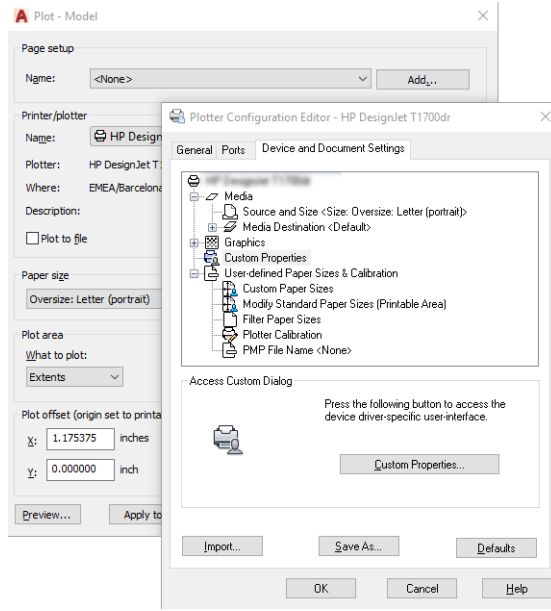 Plot - Model
Page setup
Name:
<None>
Add...
Printer/plotter
Name:
HP Design
Plotter:
HP DesignJet T1
Where:
EMEA/Barcelona
Description:
Plot to file
Paper size
Oversize: Letter (portrait)
Plot area
What to plot:
Extents
Plot offset (origin set to printa
X:
1.175375
inches
Y:
0.000000
inch
Preview...
Apply to
Plotter Configuration Editor - HP DesignJet T1700dr
General
Ports
Device and Document Settings
Media
Source and Size <Size: Oversize: Letter (portrait)>
Media Destination <Default>
Graphics
Custom Properties
User-defined Paper Sizes & Calibration
Custom Paper Sizes
Modify Standard Paper Sizes (Printable Area)
Filter Paper Sizes
Plotter Calibration
PMP File Name <None>
Access Custom Dialog
Press the following button to access the
device driver-specific user-interface.
Custom Properties...
Import...
Save As...
Defaults
OK
Cancel
Help